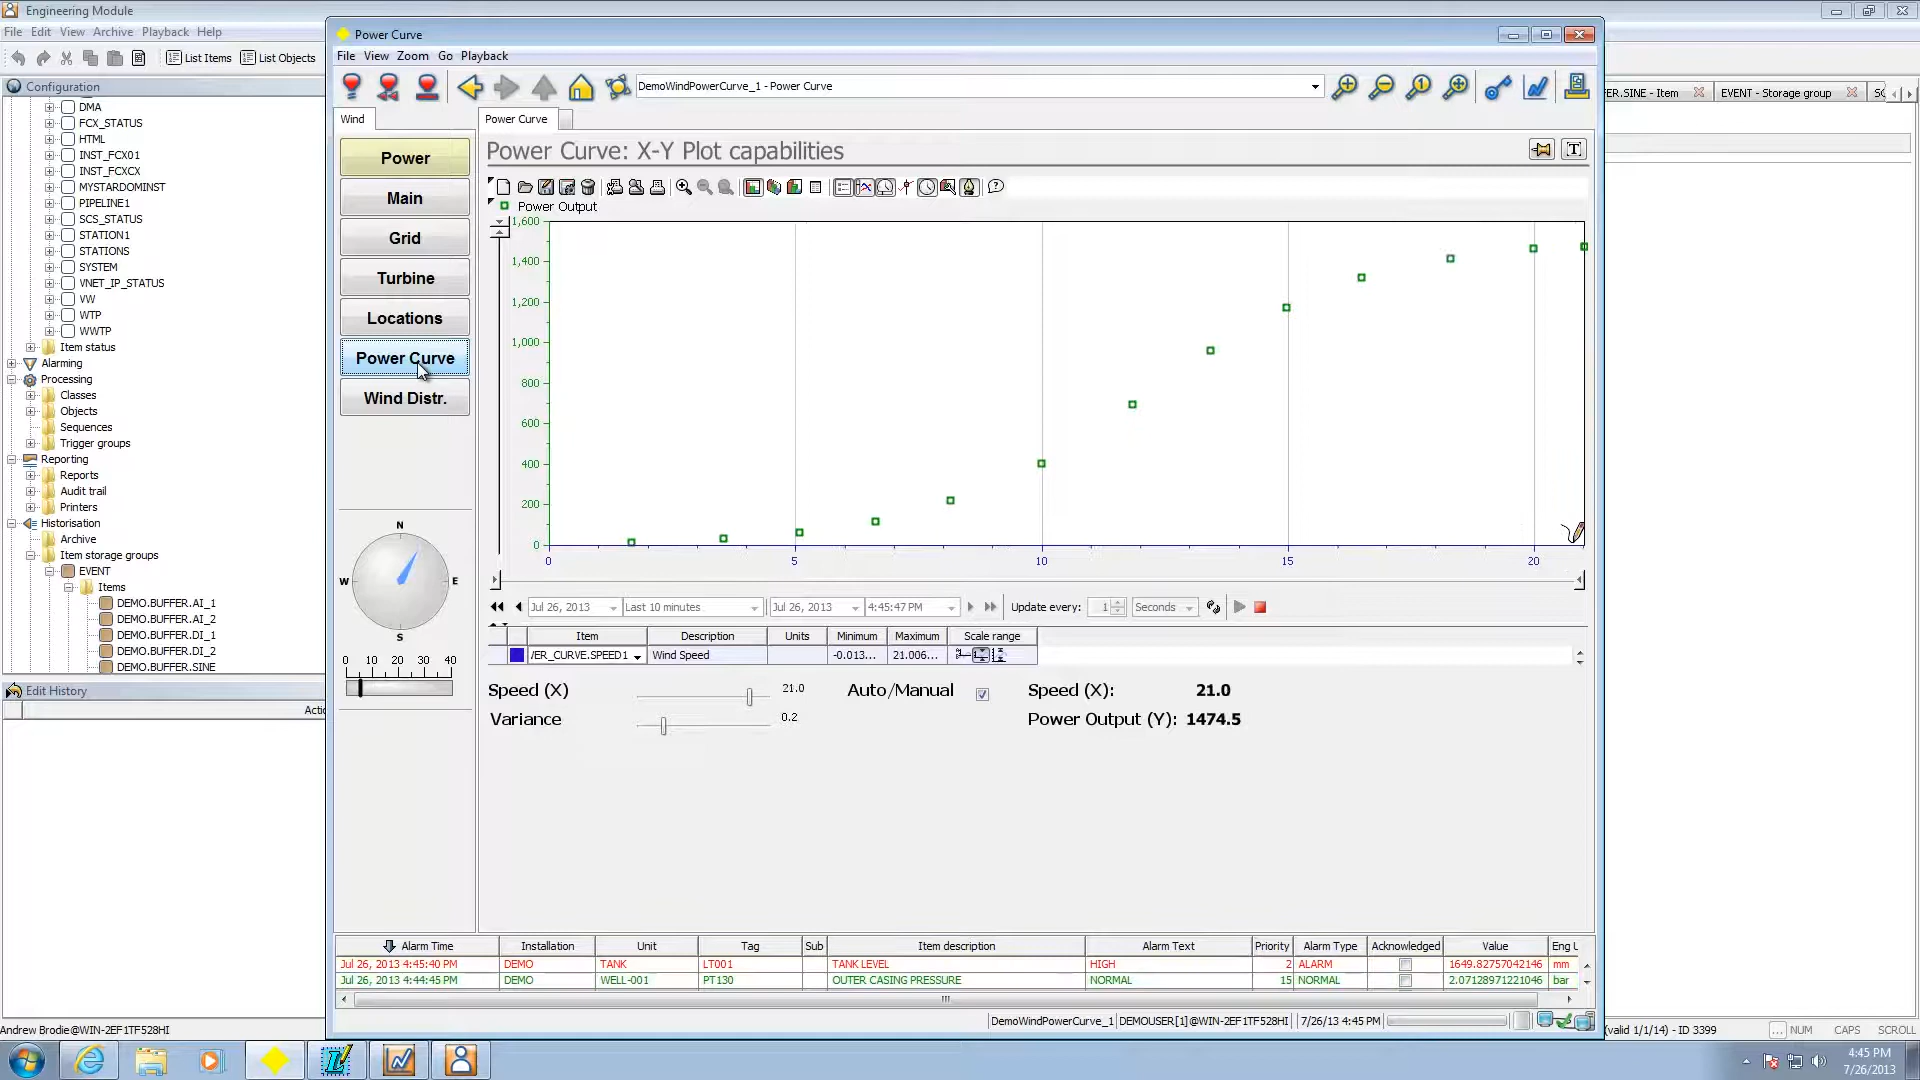 Engineering Module
File Edit View Archive Playback Help
List Items List Objects
Configuration
DMA
FCX_STATUS
HTML
INST_FCX01
INST_FCXCX
MYSTARDOMINST
PIPELINE1
SCS_STATUS
STATION1
STATIONS
SYSTEM
VNET_IP_STATUS
VW
WTP
WWTP
Item status
Alarming
Processing
Classes
Objects
Sequences
Trigger groups
Reporting
Reports
Audit trail
Printers
Historisation
Archive
Item storage groups
EVENT
Items
DEMO.BUFFER.AI_1
DEMO.BUFFER.AI_2
DEMO.BUFFER.DI_1
DEMO.BUFFER.DI_2
DEMO.BUFFER.SINE
Edit History
Actio
Andrew Brodie@WIN-2EF1TF528HI
Power Curve
File View Zoom Go Playback
DemoWindPowerCurve_1 - Power Curve
Wind
Power Curve
Power
Main
Grid
Turbine
Locations
Power Curve
Wind Distr.
N
W E
S
0 10 20 30 40
Power Curve: X-Y Plot capabilities
T
Power Output
1,600
1,400
1,200
1,000
800
600
400
200
0
0 5 10 15 20
Jul 26, 2013 Last 10 minutes Jul 26, 2013 4:45:47 PM Update every: 1 Seconds
Item Description Units Minimum Maximum Scale range
/ER_CURVE.SPEED1 Wind Speed -0.013... 21.006...
Speed (X) 21.0 Auto/Manual Speed (X): 21.0
Variance 0.2 Power Output (Y): 1474.5
Alarm Time Installation Unit Tag Sub Item description Alarm Text Priority Alarm Type Acknowledged Value Eng U
Jul 26, 2013 4:45:40 PM DEMO TANK LT001 TANK LEVEL HIGH 2 ALARM 1649.82757042146 mm
Jul 26, 2013 4:44:45 PM DEMO WELL-001 PT130 OUTER CASING PRESSURE NORMAL 15 NORMAL 2.07128971221046 bar
DemoWindPowerCurve_1 DEMOUSER[1]@WIN-2EF1TF528HI 7/26/13 4:45 PM
ER.SINE - Item EVENT - Storage group SC
(valid 1/1/14) - ID 3399 ... NUM CAPS SCROLL
4:45 PM
7/26/2013